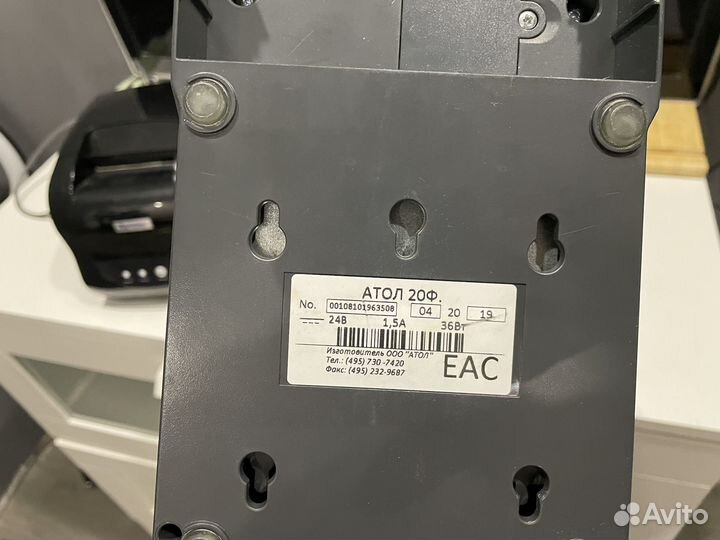 АТОЛ 20Ф.
No. 00108101963508 04 20 19
24В 1,5А 36Вт
Изготовитель ООО "АТОЛ"
Тел.: (495) 730-7420
Факс: (495) 232-9687
EAC
Avito